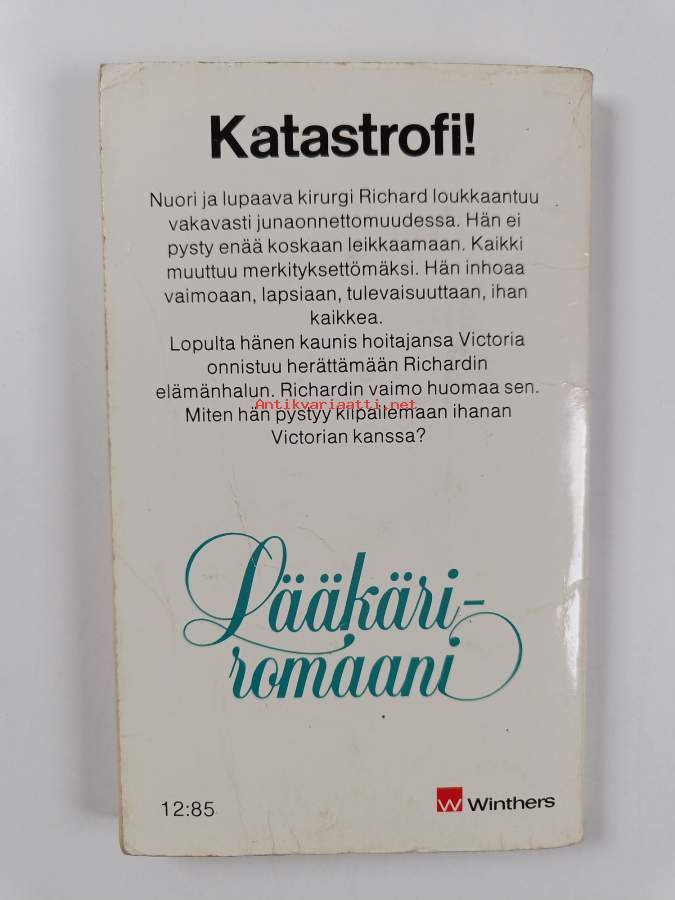 Katastrofi!
Nuori ja lupaava kirurgi Richard loukkaantuu
vakavasti junaonnettomuudessa. Hän ei
pysty enää koskaan leikkaamaan. Kaikki
muuttuu merkityksettömäksi. Hän inhoaa
vaimoaan, lapsiaan, tulevaisuuttaan, ihan
kaikkea.
Lopulta hänen kaunis hoitajansa Victoria
onnistuu herättämään Richardin
elämänhalun. Richardin vaimo huomaa sen.
Antikvariaatti.net
Miten hän pystyy kilpailemaan ihanan
Victorian kanssa?
Lääkäri-
romaani
12:85
W Winthers